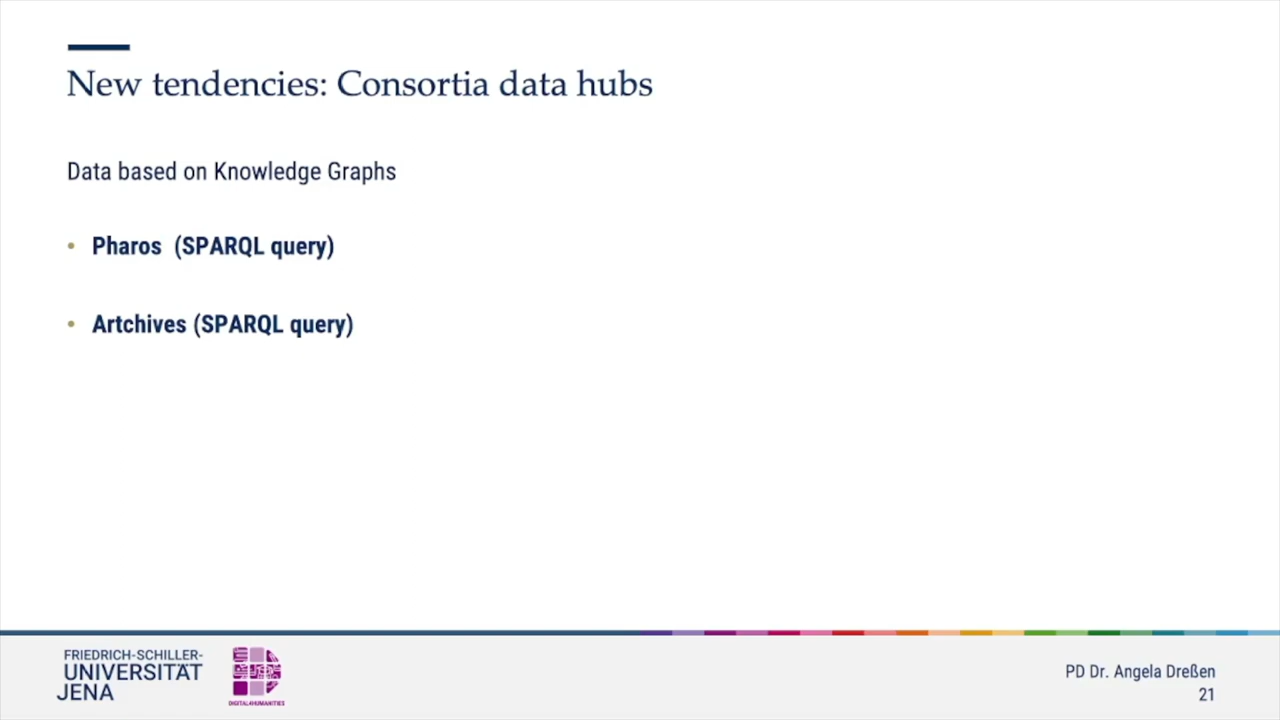 New tendencies: Consortia data hubs
Data based on Knowledge Graphs
• Pharos (SPARQL query)
• Artchives (SPARQL query)
FRIEDRICH-SCHILLER-
UNIVERSITÄT
JENA
DIGITAL4HUMANITIES
PD Dr. Angela Dreßen
21